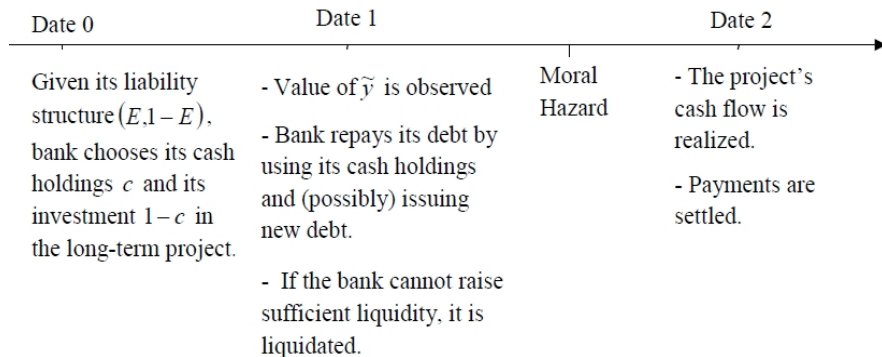 Date 0
Date 1
Date 2
Given its liability
structure (E,1 − E),
bank chooses its cash
holdings c and its
investment 1 − c in
the long-term project.
- Value of ỹ is observed
- Bank repays its debt by
using its cash holdings
and (possibly) issuing
new debt.
- If the bank cannot raise
sufficient liquidity, it is
liquidated.
Moral
Hazard
- The project's
cash flow is
realized.
- Payments are
settled.